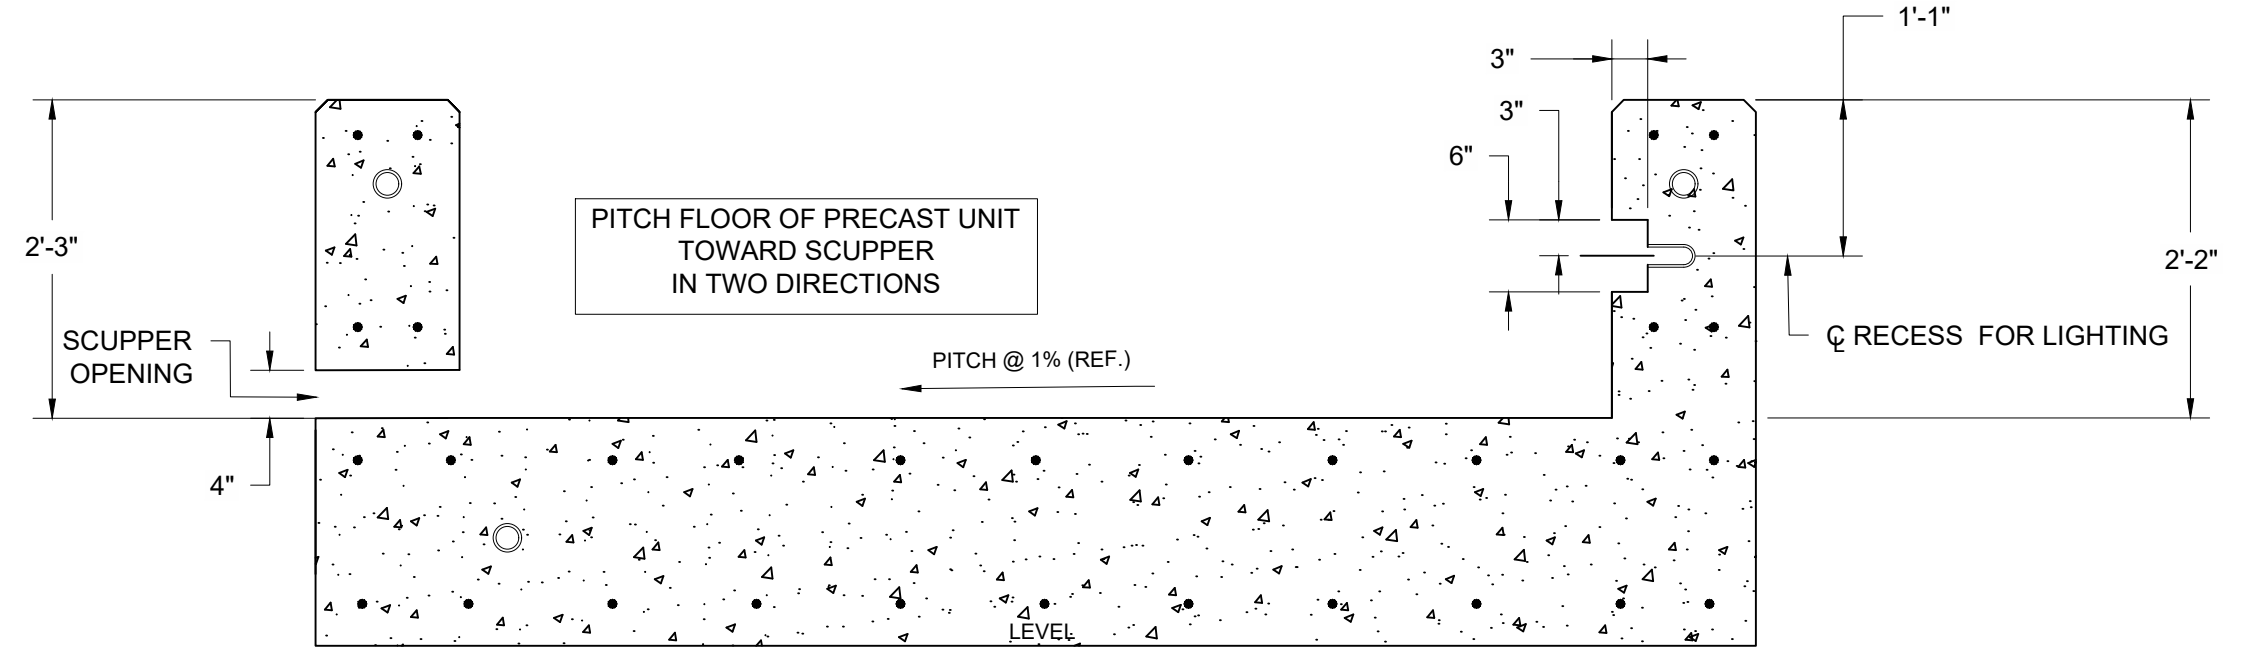 1'-1"
3"
3"
6"
2'-3"
PITCH FLOOR OF PRECAST UNIT
TOWARD SCUPPER
IN TWO DIRECTIONS
2'-2"
SCUPPER
OPENING
PITCH @ 1% (REF.)
℄ RECESS FOR LIGHTING
4"
LEVEL